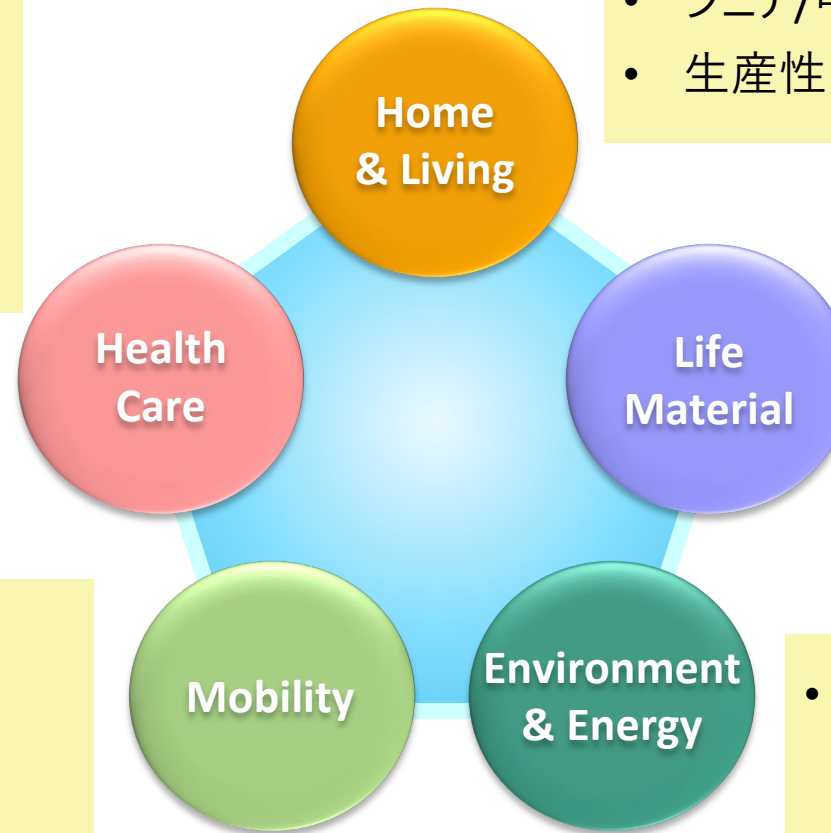 • 生産性
Home
& Living
Health
Care
Life
Material
Mobility
Environment
& Energy
•